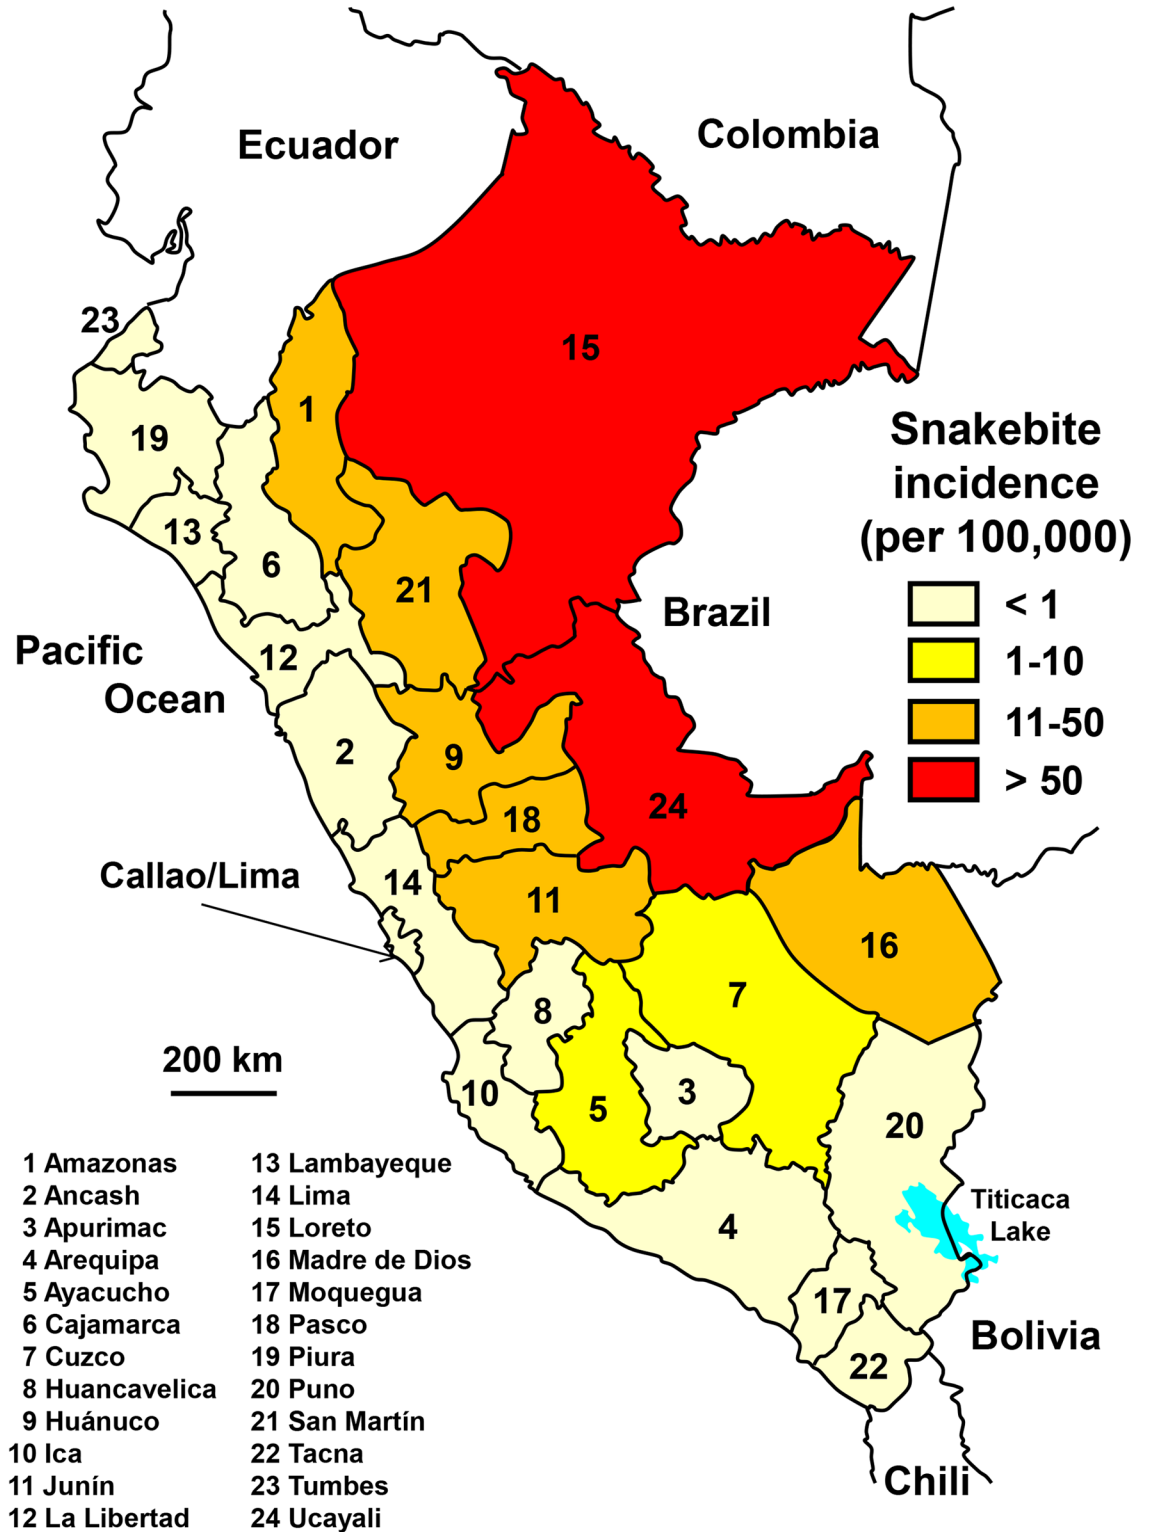 Ecuador
Colombia
23
15
1
19
Snakebite
incidence
(per 100,000)
13
6
21
< 1
Brazil
Pacific
Ocean
12
1-10
11-50
2
9
> 50
24
18
Callao/Lima
14
11
16
7
8
200 km
10
3
5
20
Titicaca
Lake
4
17
Bolivia
22
Chili
1 Amazonas
2 Ancash
3 Apurimac
4 Arequipa
5 Ayacucho
6 Cajamarca
7 Cuzco
8 Huancavelica
9 Huánuco
10 Ica
11 Junín
12 La Libertad
13 Lambayeque
14 Lima
15 Loreto
16 Madre de Dios
17 Moquegua
18 Pasco
19 Piura
20 Puno
21 San Martín
22 Tacna
23 Tumbes
24 Ucayali